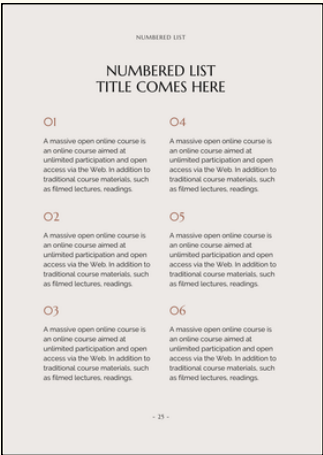 NUMBERED LIST
NUMBERED LIST
TITLE COMES HERE
01
A massive open online course is
an online course aimed at
unlimited participation and open
access via the Web. In addition to
traditional course materials, such
as filmed lectures, readings.
02
A massive open online course is
an online course aimed at
unlimited participation and open
access via the Web. In addition to
traditional course materials, such
as filmed lectures, readings.
03
A massive open online course is
an online course aimed at
unlimited participation and open
access via the Web. In addition to
traditional course materials, such
as filmed lectures, readings.
04
A massive open online course is
an online course aimed at
unlimited participation and open
access via the Web. In addition to
traditional course materials, such
as filmed lectures, readings.
05
A massive open online course is
an online course aimed at
unlimited participation and open
access via the Web. In addition to
traditional course materials, such
as filmed lectures, readings.
06
A massive open online course is
an online course aimed at
unlimited participation and open
access via the Web. In addition to
traditional course materials, such
as filmed lectures, readings.
- 25 -